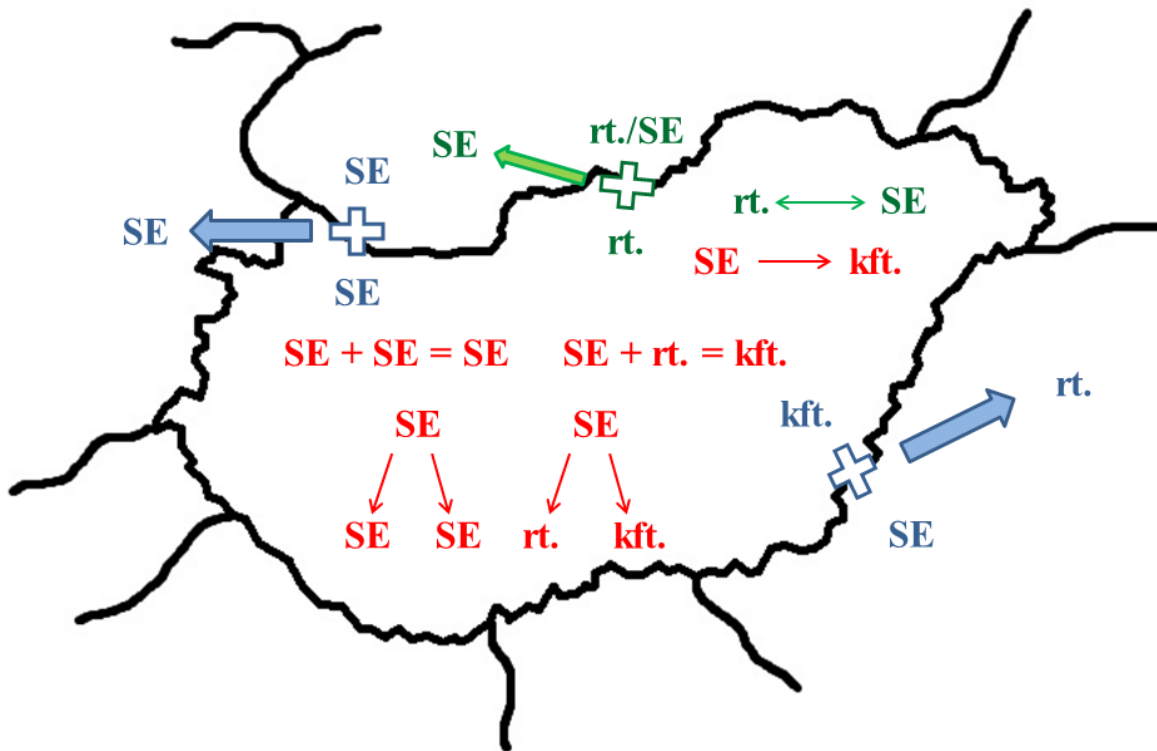 rt./SE
SE
SE
rt. SE
SE
rt.
SE kft.
SE
SE + SE = SE SE + rt. = kft.
rt.
kft.
SE SE
SE SE rt. kft.
SE